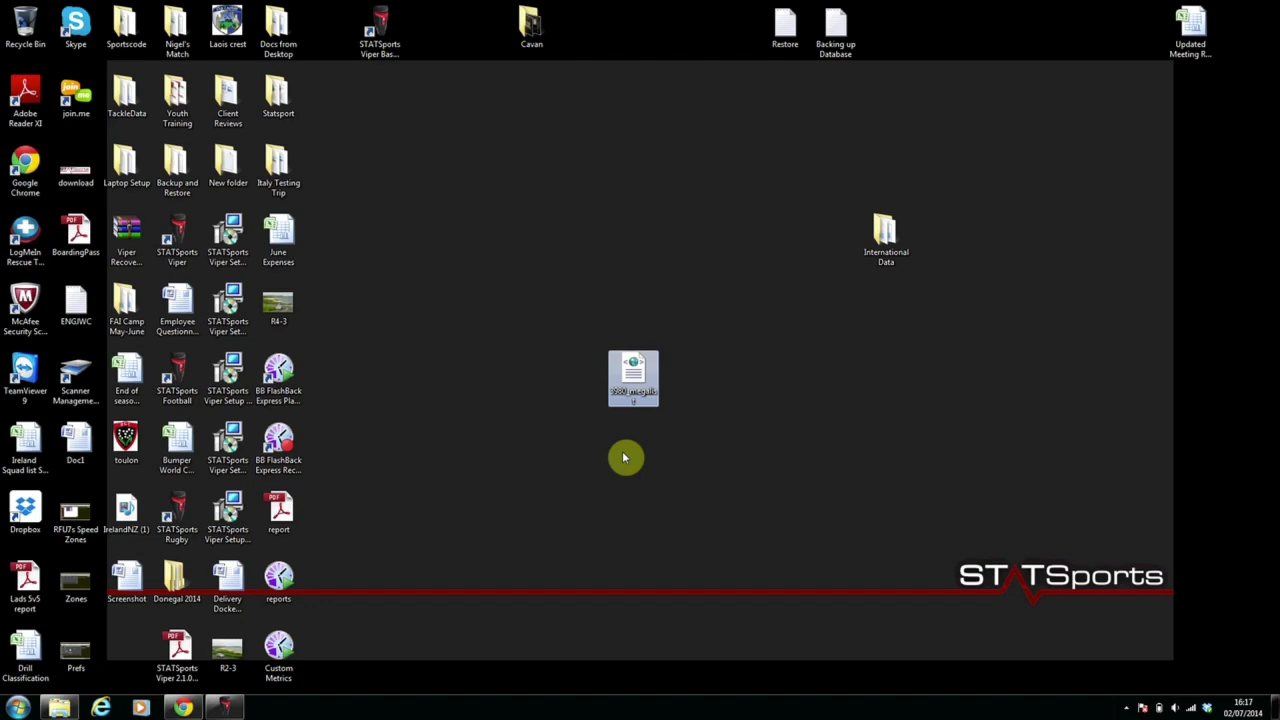 Recycle Bin
Skype
Sportscode
Nigel's
Match
Laois crest
Docs from
Desktop
STATSports
Viper Bas...
Cavan
Restore
Backing up
Database
Updated
Meeting R...
Adobe
Reader XI
join.me
TackleData
Youth
Training
Client
Reviews
Statsport
Google
Chrome
download
Laptop Setup
Backup and
Restore
New folder
Italy Testing
Trip
LogMeIn
Rescue T...
BoardingPass
Viper
Recove...
STATSports
Viper
STATSports
Viper Set...
June
Expenses
International
Data
McAfee
Security Sc...
ENGJWC
FAI Camp
May-June
Employee
Questionn...
STATSports
Viper Set...
R4-3
TeamViewer
9
Scanner
Manageme...
End of
seaso...
STATSports
Football
STATSports
Viper Setup ...
BB FlashBack
Express Pla...
Ireland
Squad list S...
Doc1
toulon
Bumper
World C...
STATSports
Viper Set...
BB FlashBack
Express Rec...
Dropbox
RFU7s Speed
Zones
IrelandNZ (1)
STATSports
Rugby
STATSports
Viper Setup...
report
Lads 5v5
report
Zones
Screenshot
Donegal 2014
Delivery
Docke...
reports
STATSports
Drill
Classification
Prefs
STATSports
Viper 2.1.0...
R2-3
Custom
Metrics
16:17
02/07/2014